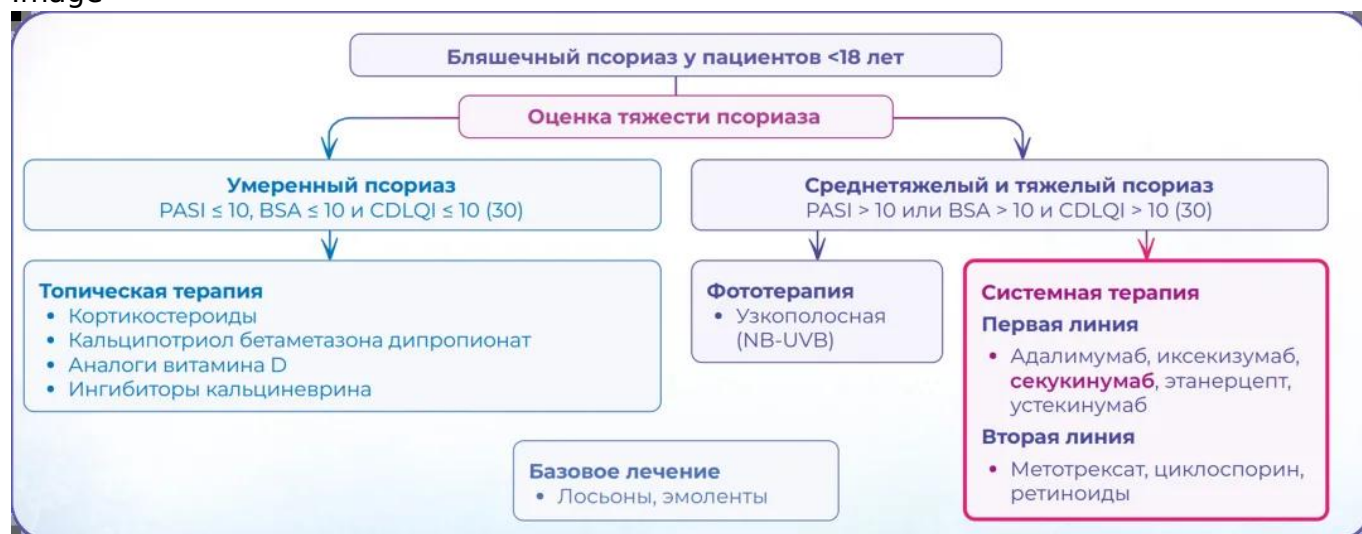 Бляшечный псориаз у пациентов <18 лет
Оценка тяжести псориаза
Умеренный псориаз
PASI ≤ 10, BSA ≤ 10 и CDLQI ≤ 10 (30)
Среднетяжелый и тяжелый псориаз
PASI > 10 или BSA > 10 и CDLQI > 10 (30)
Топическая терапия
• Кортикостероиды
• Кальципотриол бетаметазона дипропионат
• Аналоги витамина D
• Ингибиторы кальциневрина
Фототерапия
• Узкополосная
(NB-UVB)
Системная терапия
Первая линия
• Адалимумаб, иксекизумаб,
секукинумаб, этанерцепт,
устекинумаб
Вторая линия
• Метотрексат, циклоспорин,
ретиноиды
Базовое лечение
• Лосьоны, эмоленты